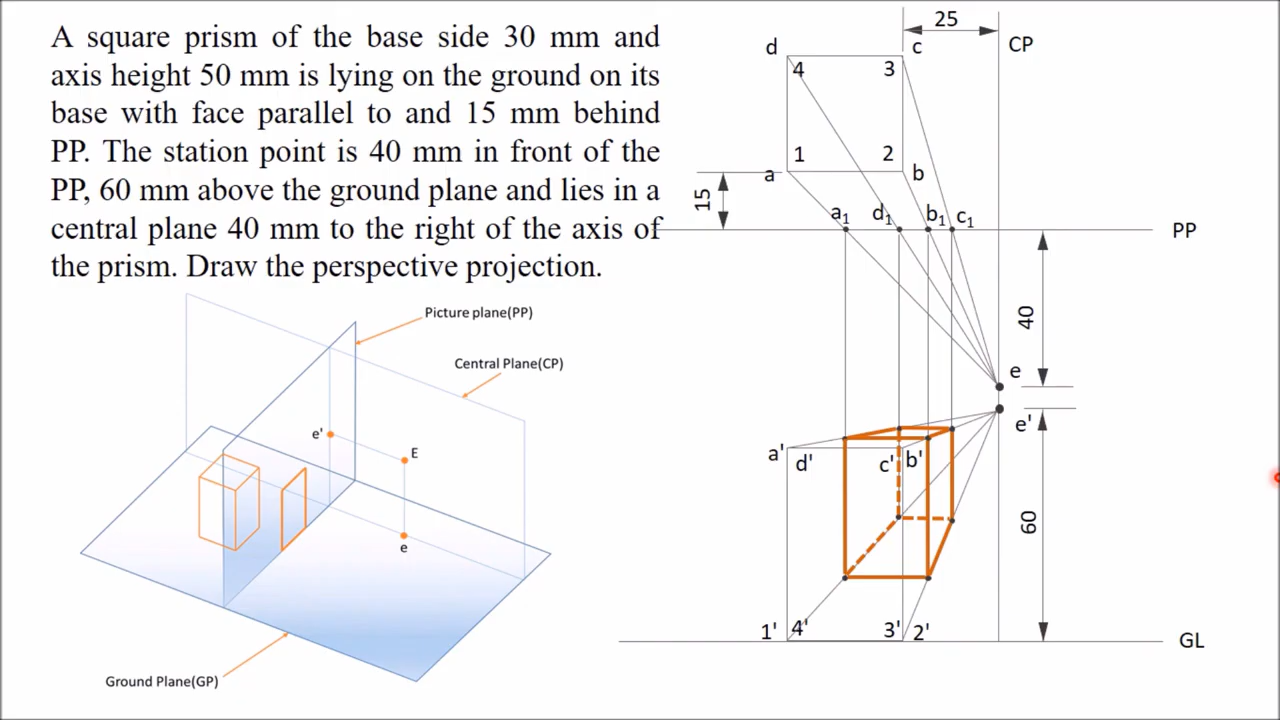 A square prism of the base side 30 mm and
axis height 50 mm is lying on the ground on its
base with face parallel to and 15 mm behind
PP. The station point is 40 mm in front of the
PP, 60 mm above the ground plane and lies in a
central plane 40 mm to the right of the axis of
the prism. Draw the perspective projection.
25
CP
d
c
4
3
1
2
a
b
15
a1
d1
b1
c1
PP
40
e
e'
a'
d'
c'
b'
60
1'
4'
3'
2'
GL
Picture plane(PP)
Central Plane(CP)
e'
E
e
Ground Plane(GP)